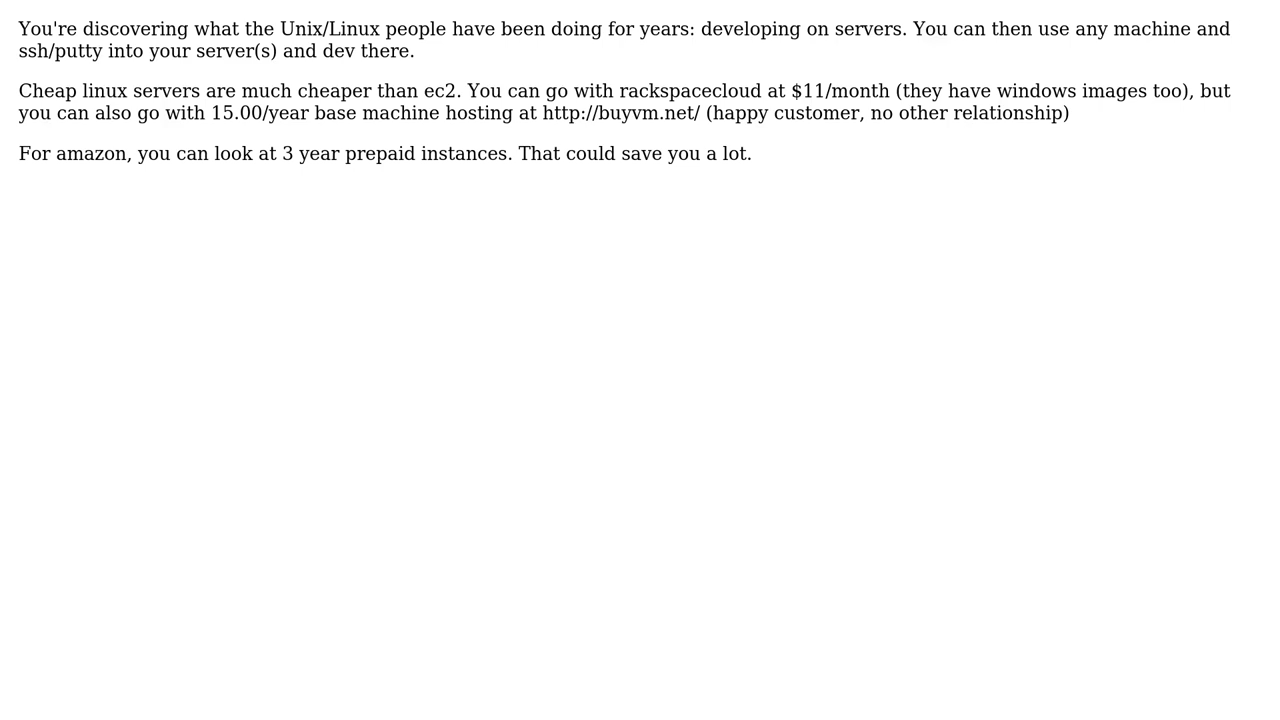 You're discovering what the Unix/Linux people have been doing for years: developing on servers. You can then use any machine and
ssh/putty into your server(s) and dev there.
Cheap linux servers are much cheaper than ec2. You can go with rackspacecloud at $11/month (they have windows images too), but
you can also go with 15.00/year base machine hosting at http://buyvm.net/ (happy customer, no other relationship)
For amazon, you can look at 3 year prepaid instances. That could save you a lot.